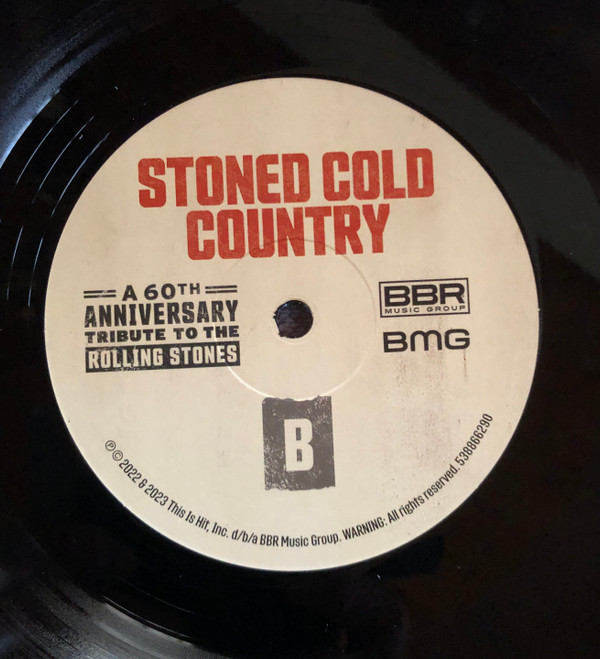 STONED COLD
COUNTRY
A 60TH
ANNIVERSARY
TRIBUTE TO THE
ROLLING STONES
BBR
MUSIC GROUP
BMG
B
℗ © 2022 & 2023 This Is Hit, Inc. d/b/a BBR Music Group. WARNING: All rights reserved. 538866290